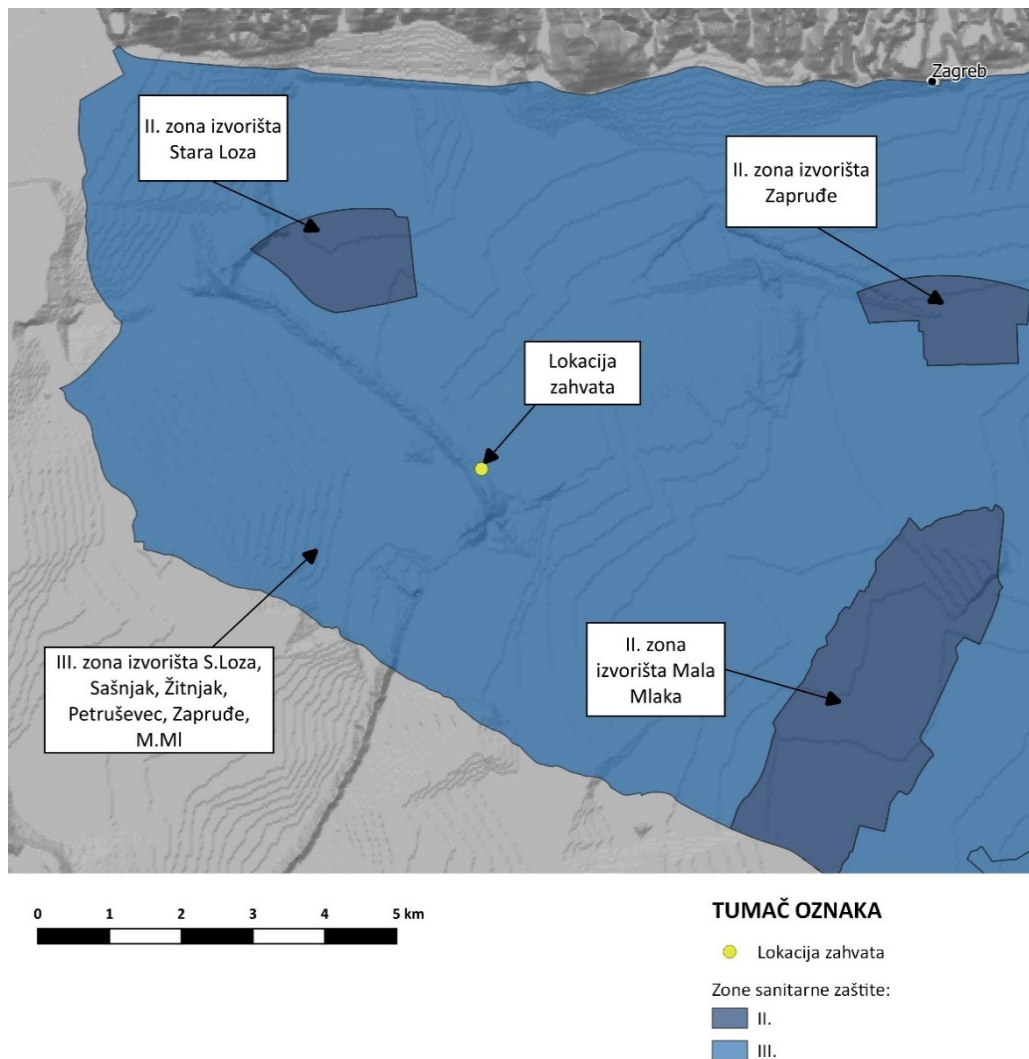 Zagreb
II. zona izvorišta
Stara Loza
II. zona izvorišta
Zapruđe
Lokacija
zahvata
III. zona izvorišta S.Loza,
Sašnjak, Žitnjak,
Petruševec, Zapruđe,
M.Ml
II. zona
izvorišta Mala
Mlaka
0 1 2 3 4 5 km
TUMAČ OZNAKA
Lokacija zahvata
Zone sanitarne zaštite:
II.
III.